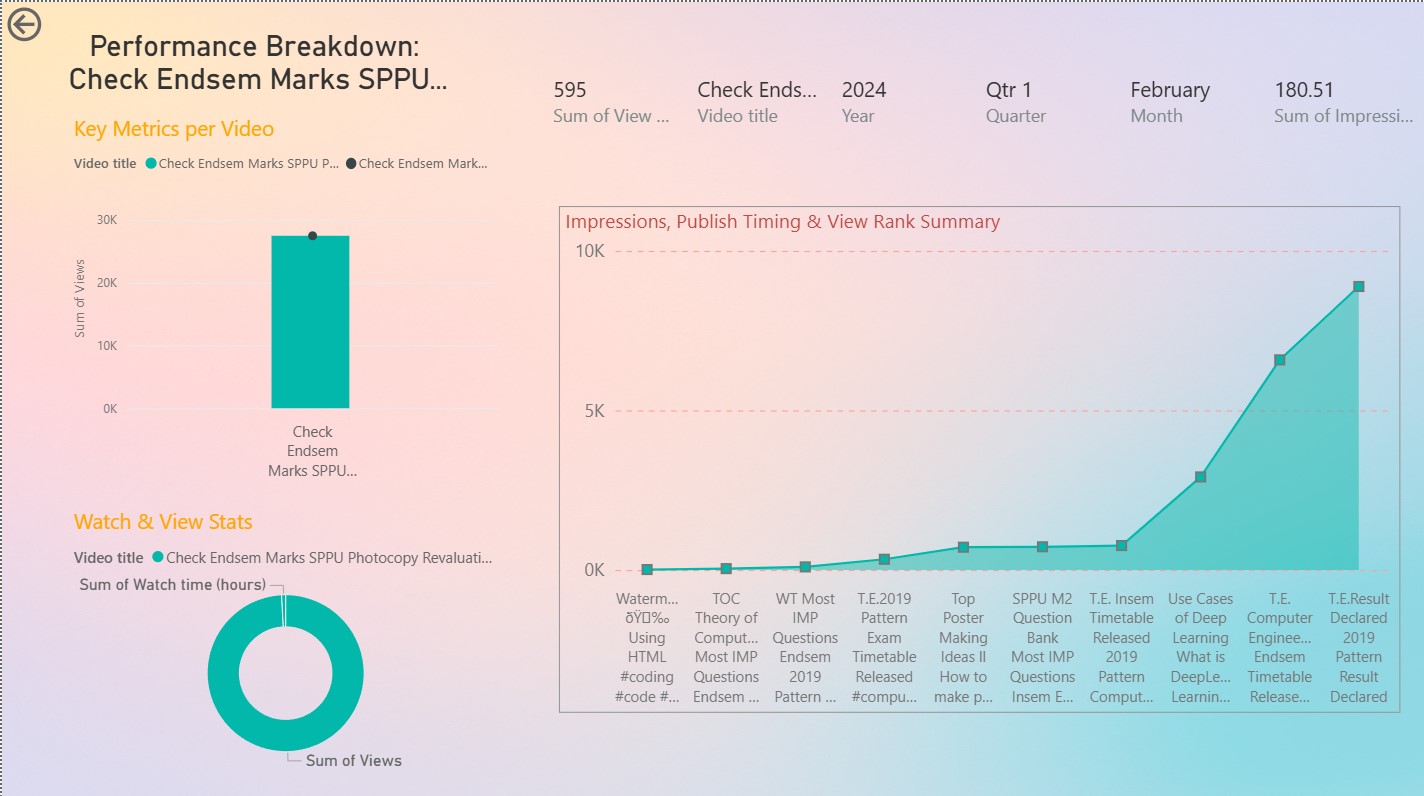 Performance Breakdown:
Check Endsem Marks SPPU...
595
Sum of View ...
Check Ends...
Video title
2024
Year
Qtr 1
Quarter
February
Month
180.51
Sum of Impressi...
Key Metrics per Video
Video title Check Endsem Marks SPPU P... Check Endsem Mark...
30K
20K
10K
0K
Sum of Views
Check
Endsem
Marks SPPU...
Watch & View Stats
Video title Check Endsem Marks SPPU Photocopy Revaluati...
Sum of Watch time (hours)
Sum of Views
Impressions, Publish Timing & View Rank Summary
10K
5K
0K
Waterm...
ðŸ□‰
Using
HTML
#coding
#code #...
TOC
Theory of
Comput...
Most IMP
Questions
Endsem ...
WT Most
IMP
Questions
Endsem
2019
Pattern ...
T.E.2019
Pattern
Exam
Timetable
Released
#compu...
Top
Poster
Making
Ideas II
How to
make p...
SPPU M2
Question
Bank
Most IMP
Questions
Insem E...
T.E. Insem
Timetable
Released
2019
Pattern
Comput...
Use Cases
of Deep
Learning
What is
DeepLe...
Learnin...
T.E.
Computer
Enginee...
Endsem
Timetable
Release...
T.E.Result
Declared
2019
Pattern
Result
Declared